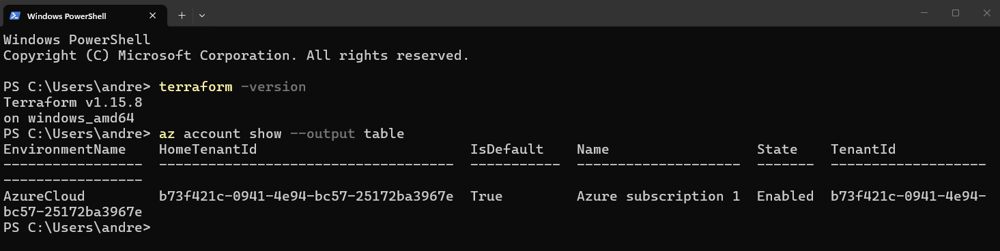 Windows PowerShell
Windows PowerShell
Copyright (C) Microsoft Corporation. All rights reserved.
PS C:\Users\andre> terraform -version
Terraform v1.15.8
on windows_amd64
PS C:\Users\andre> az account show --output table
EnvironmentName    HomeTenantId                          IsDefault    Name                  State    TenantId
-----------------  ------------------------------------  -----------  --------------------  -------  -------------------
-----------------
AzureCloud         b73f421c-0941-4e94-bc57-25172ba3967e  True         Azure subscription 1  Enabled  b73f421c-0941-4e94-
bc57-25172ba3967e
PS C:\Users\andre>